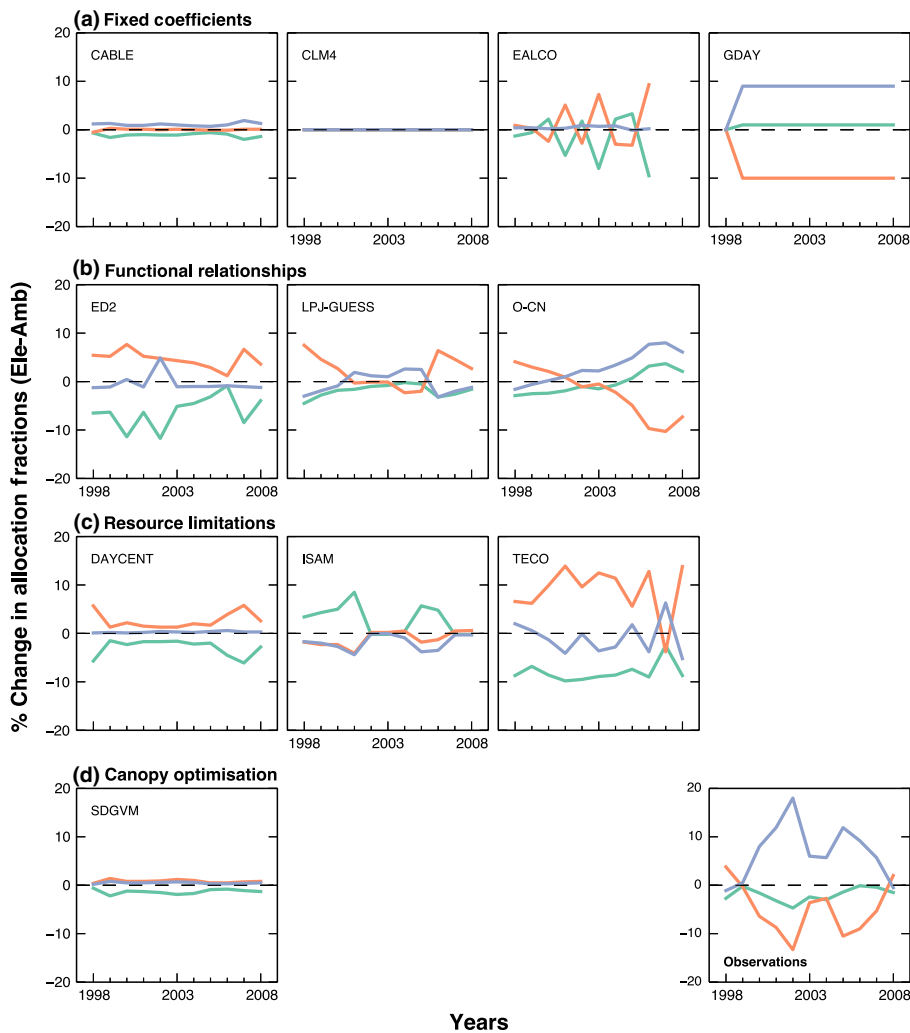 (a) Fixed coefficients
CABLE
CLM4
EALCO
GDAY
20
10
0
−10
−20
1998 2003 2008
1998 2003 2008
(b) Functional relationships
ED2
LPJ-GUESS
O-CN
20
10
0
−10
−20
1998 2003 2008
1998 2003 2008
(c) Resource limitations
DAYCENT
ISAM
TECO
20
10
0
−10
−20
1998 2003 2008
(d) Canopy optimisation
SDGVM
20
10
0
−10
−20
1998 2003 2008
20
10
0
−10
−20
Observations
1998 2003 2008
% Change in allocation fractions (Ele−Amb)
Years